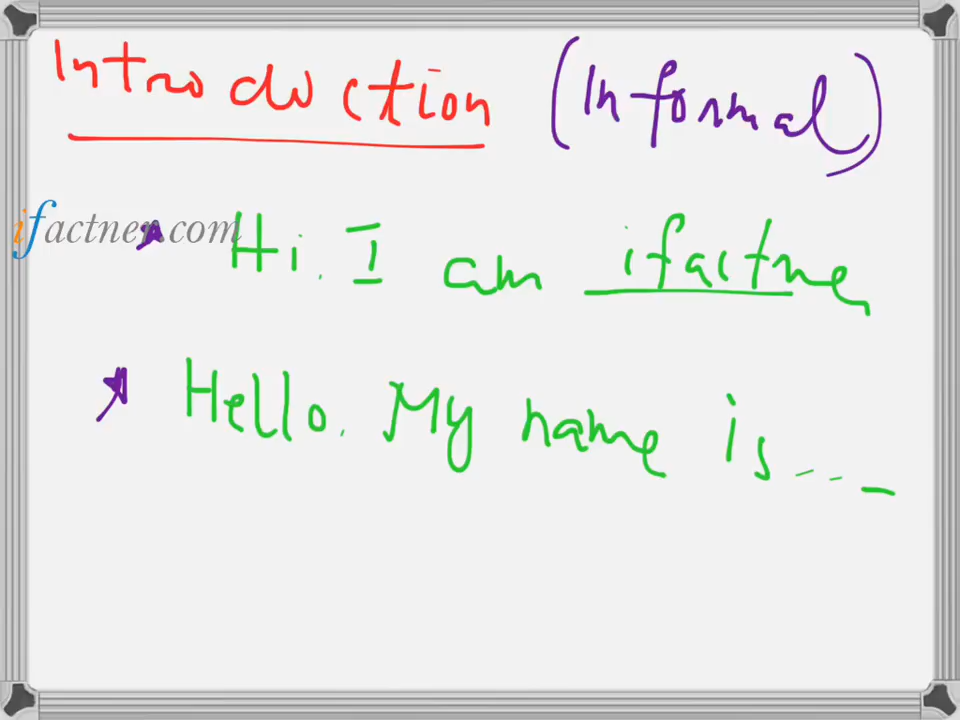 Introduction (Informal)
ifactner.com
Hi. I am ifactner
Hello. My name is...